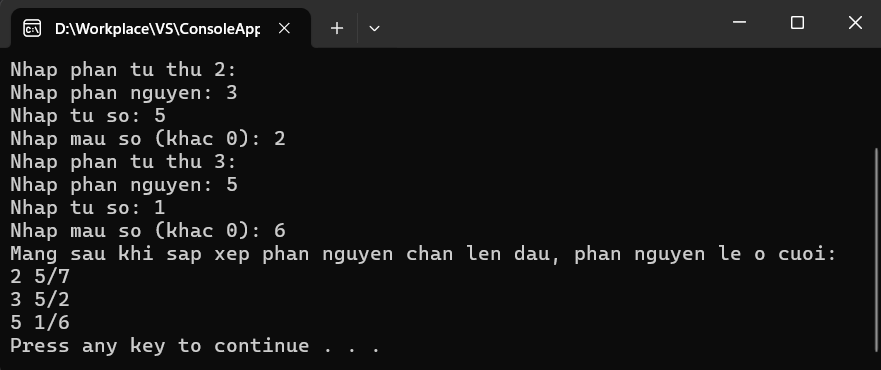 D:\Workplace\VS\ConsoleApp
Nhap phan tu thu 2:
Nhap phan nguyen: 3
Nhap tu so: 5
Nhap mau so (khac 0): 2
Nhap phan tu thu 3:
Nhap phan nguyen: 5
Nhap tu so: 1
Nhap mau so (khac 0): 6
Mang sau khi sap xep phan nguyen chan len dau, phan nguyen le o cuoi:
2 5/7
3 5/2
5 1/6
Press any key to continue . . .